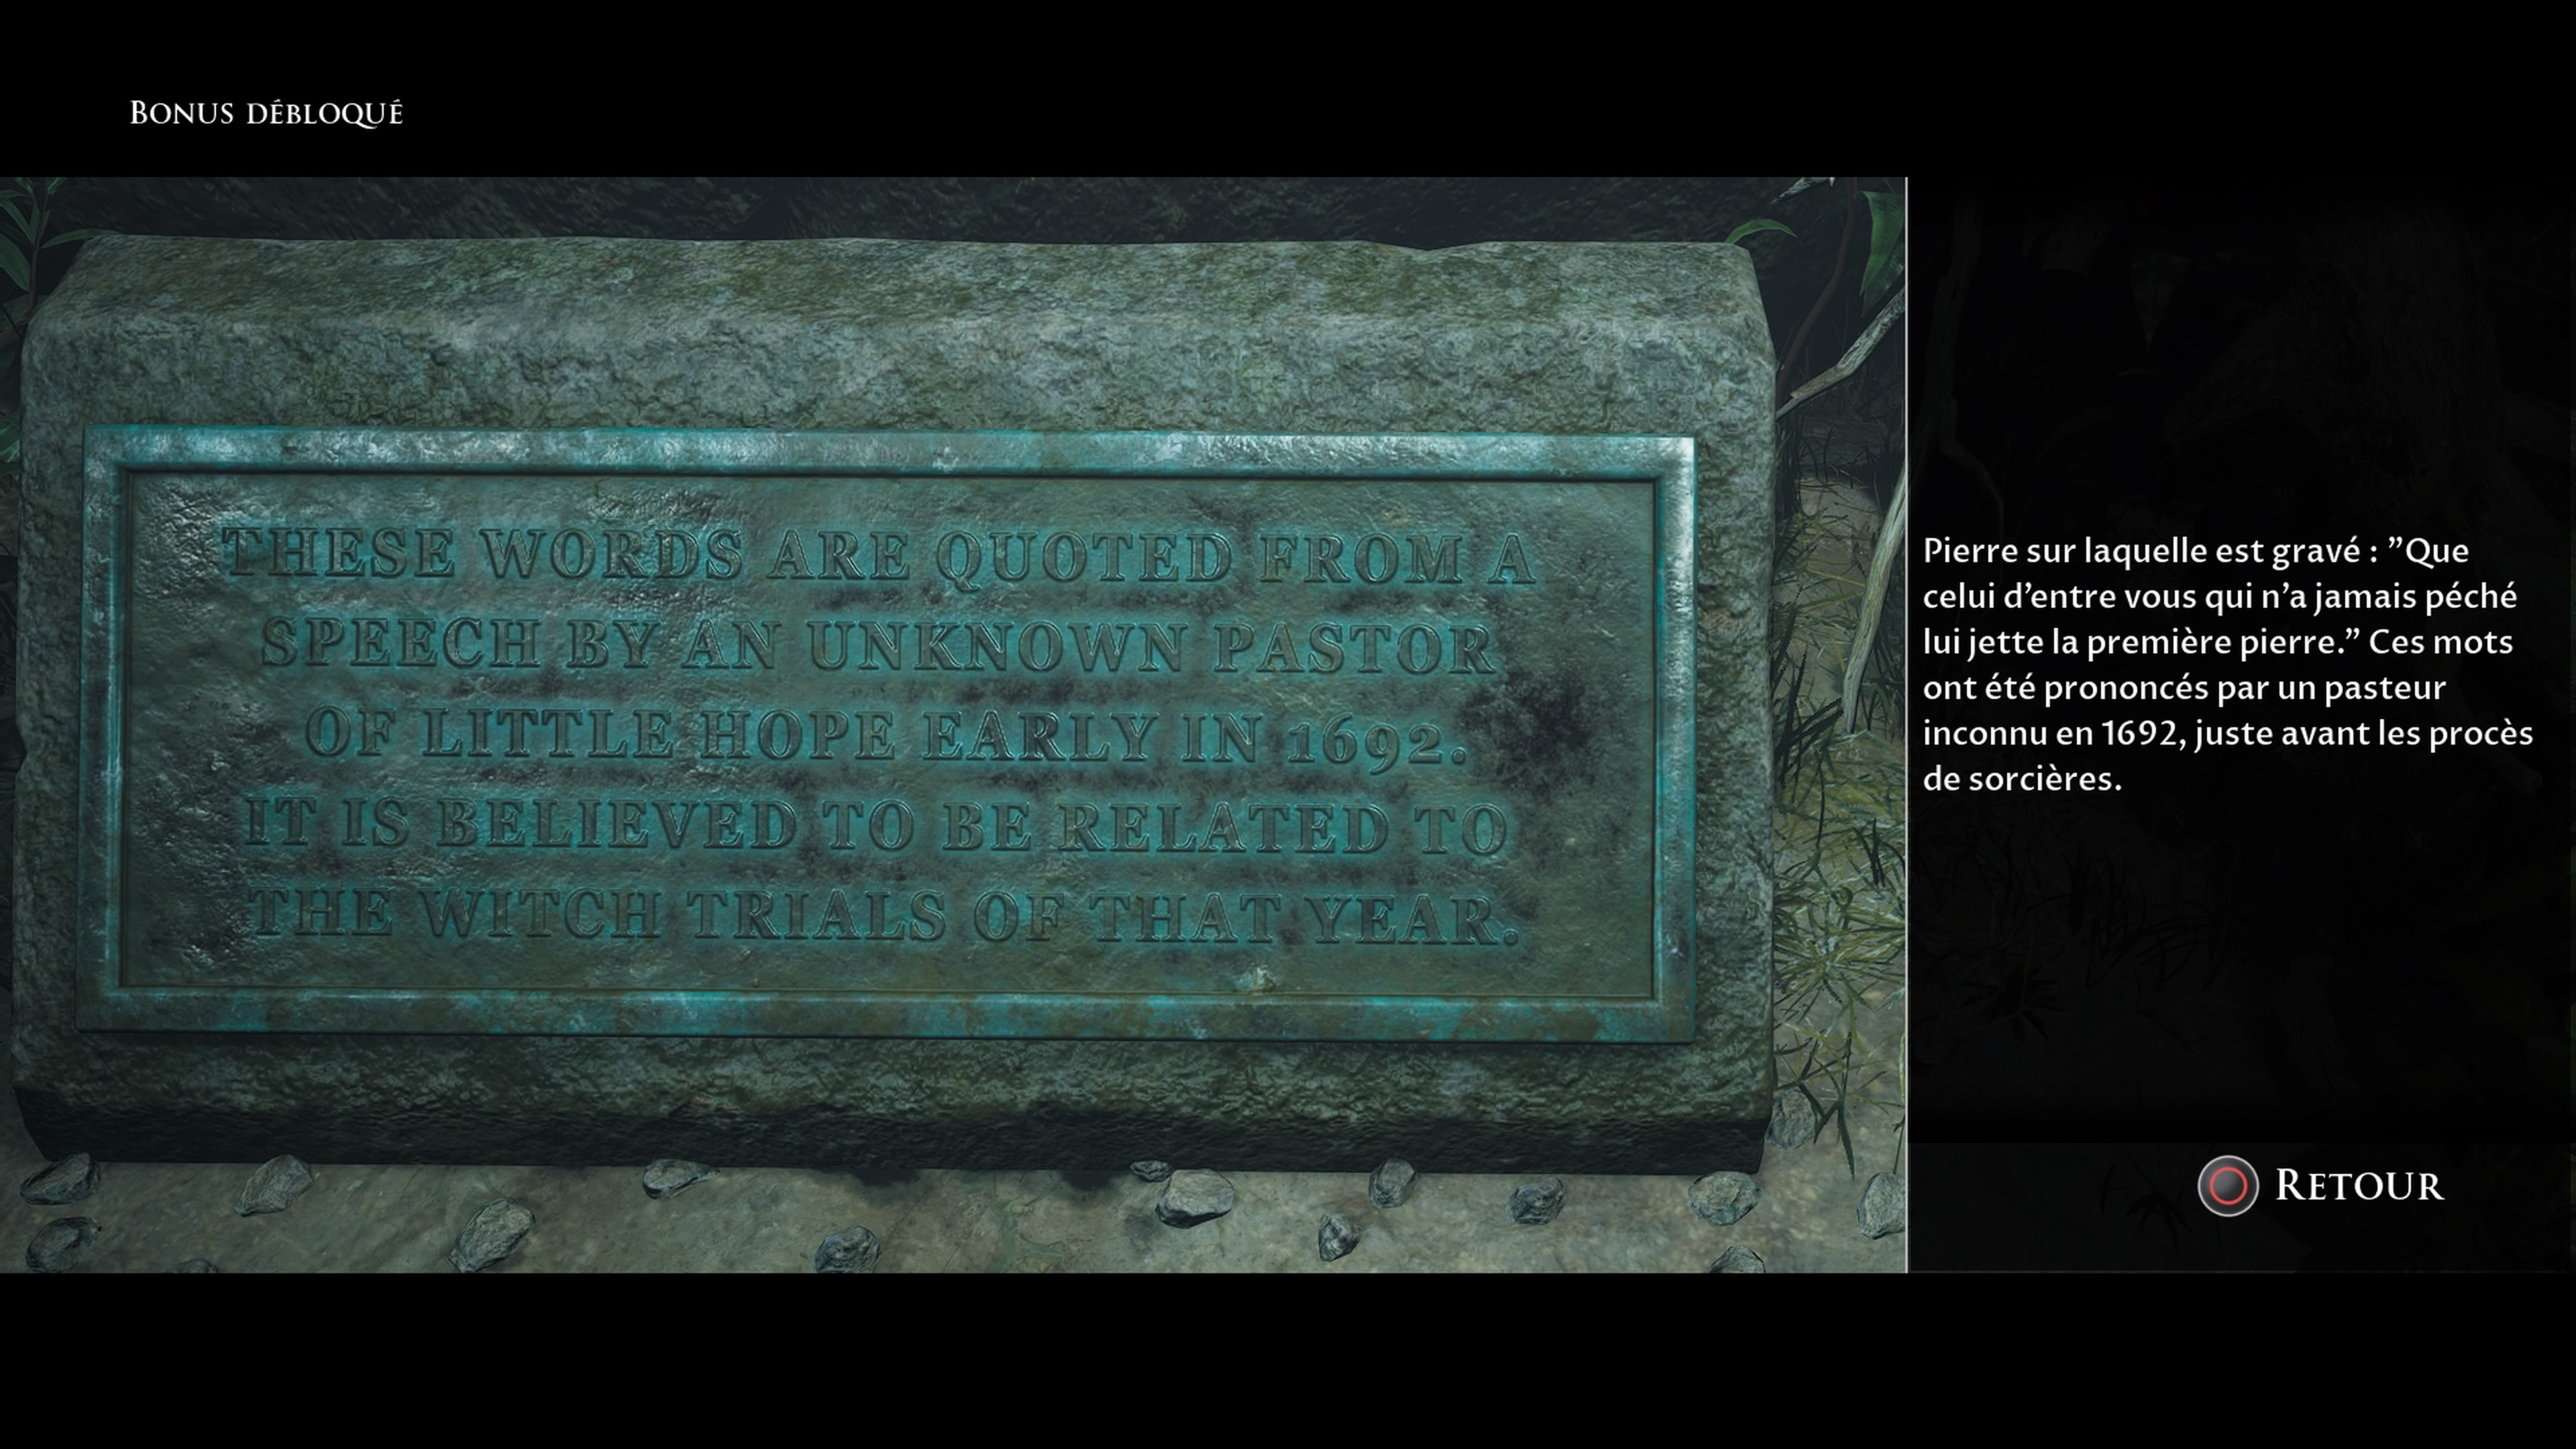 BONUS DÉBLOQUÉ
THESE WORDS ARE QUOTED FROM A
SPEECH BY AN UNKNOWN PASTOR
OF LITTLE HOPE EARLY IN 1692.
IT IS BELIEVED TO BE RELATED TO
THE WITCH TRIALS OF THAT YEAR.
Pierre sur laquelle est gravé : ”Que
celui d’entre vous qui n’a jamais péché
lui jette la première pierre.” Ces mots
ont été prononcés par un pasteur
inconnu en 1692, juste avant les procès
de sorcières.
RETOUR